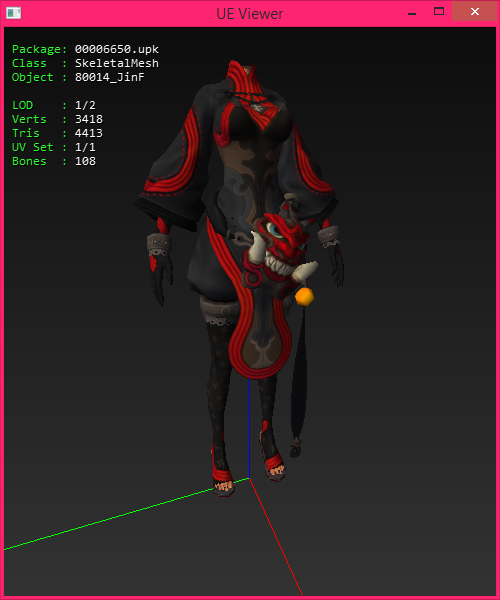 UE Viewer
Package: 00006650.upk
Class  : SkeletalMesh
Object : 80014_JinF
LOD    : 1/2
Verts  : 3418
Tris   : 4413
UV Set : 1/1
Bones  : 108